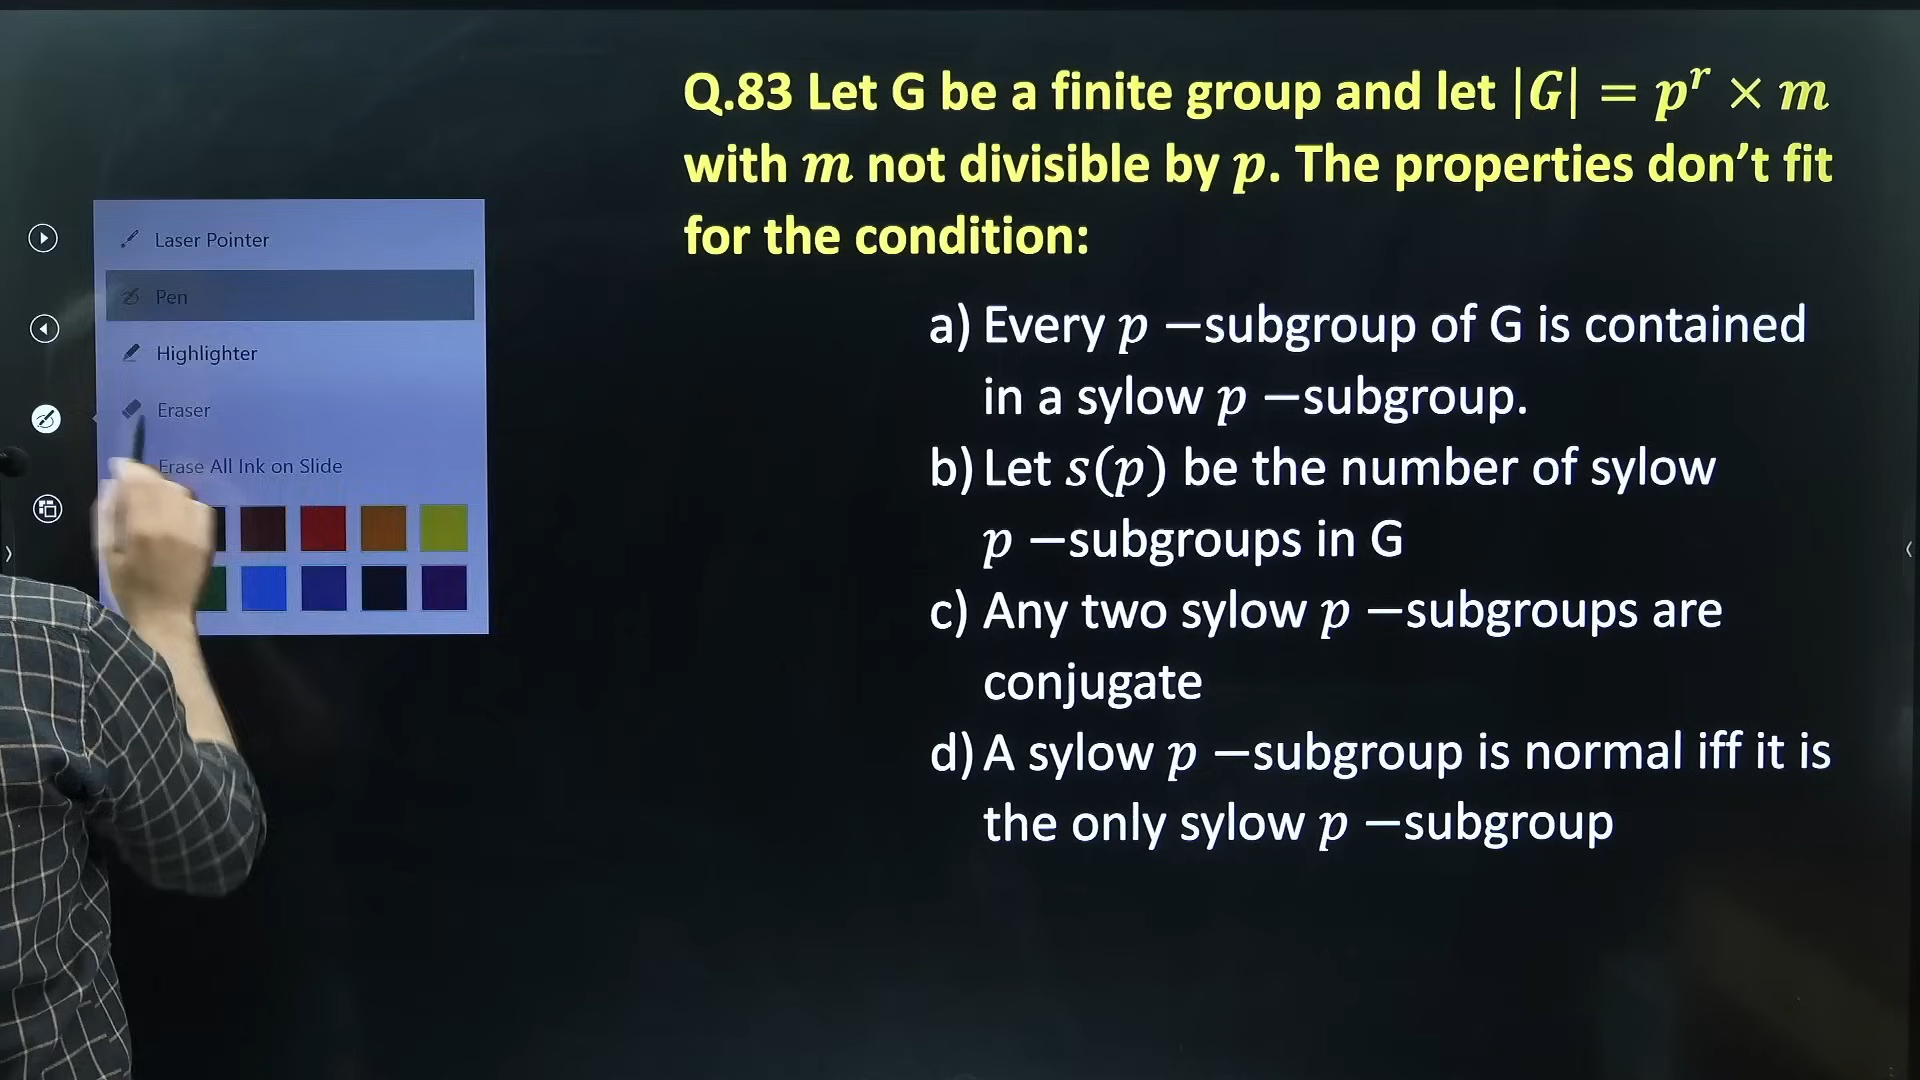 Q.83 Let G be a finite group and let |G| = pʳ × m
with m not divisible by p. The properties don’t fit
for the condition:
a) Every p −subgroup of G is contained
in a sylow p −subgroup.
b) Let s(p) be the number of sylow
p −subgroups in G
c) Any two sylow p −subgroups are
conjugate
d) A sylow p −subgroup is normal iff it is
the only sylow p −subgroup
Laser Pointer
Pen
Highlighter
Eraser
Erase All Ink on Slide